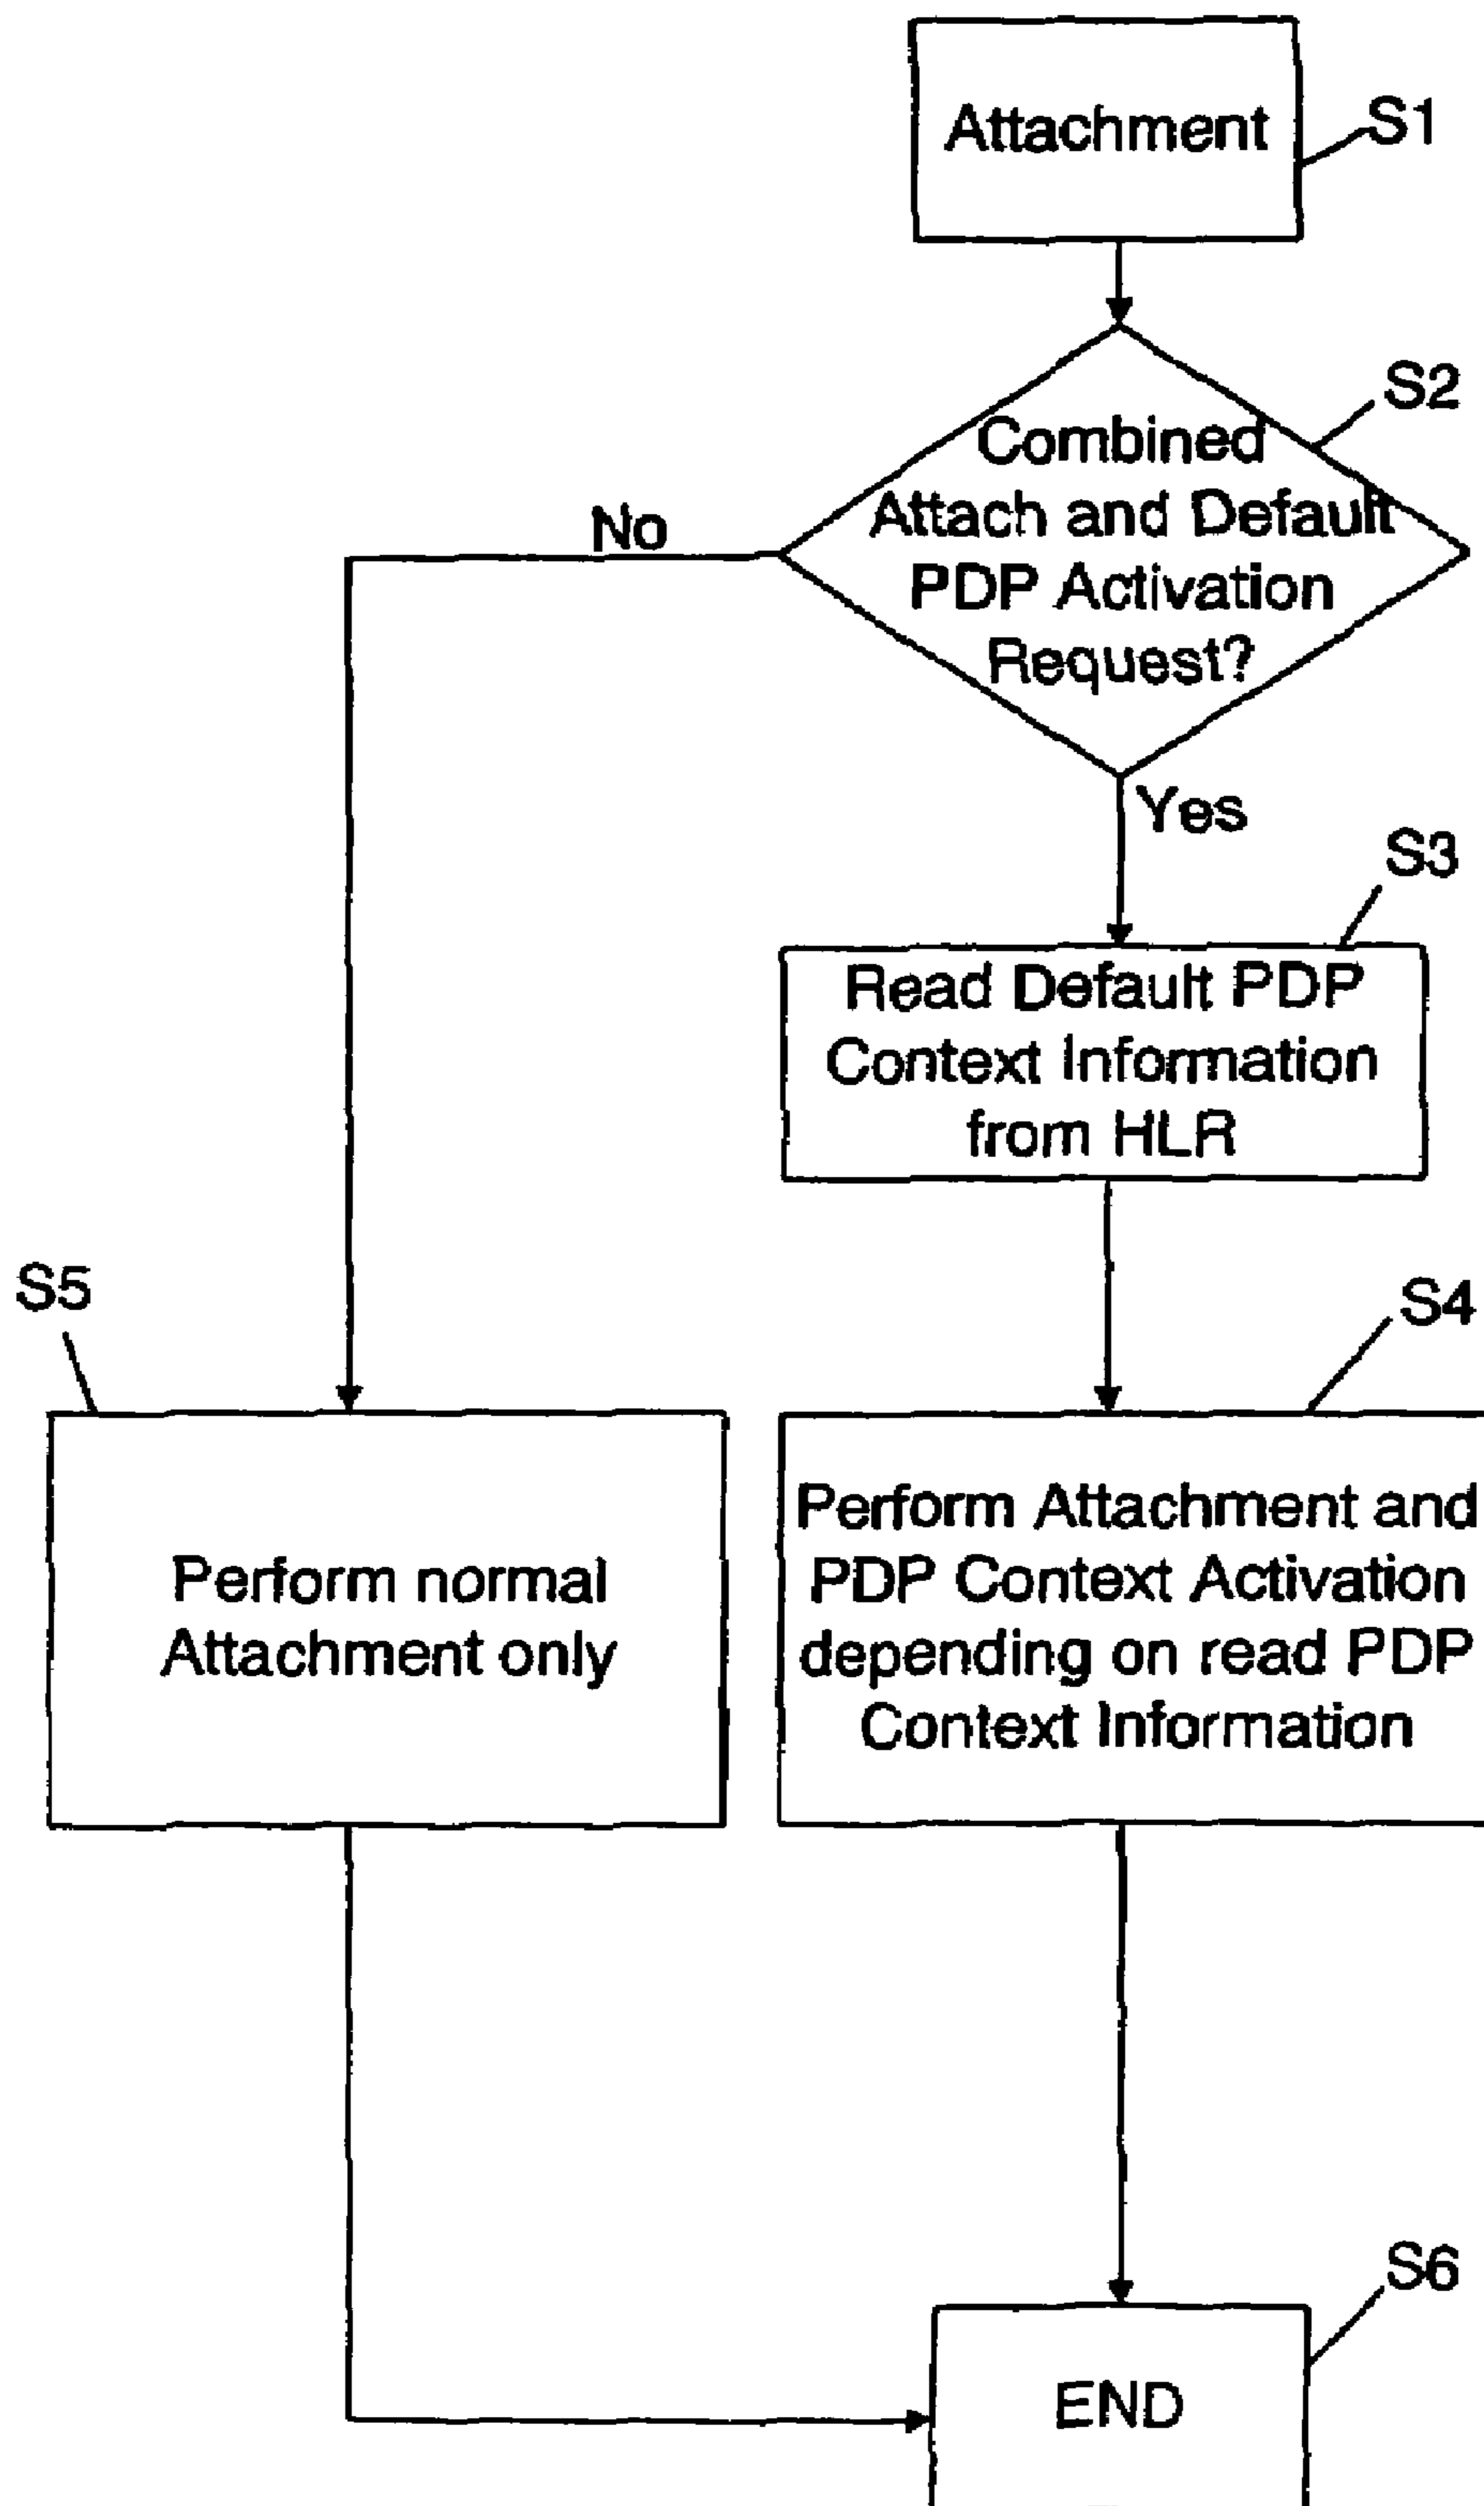 Attachment
S1
S2
Combined
Attach and Default
PDP Activation
Request?
No
Yes
S3
Read Default PDP
Context Information
from HLR
S5
S4
Perform normal
Attachment only
Perform Attachment and
PDP Context Activation
depending on read PDP
Context Information
S6
END